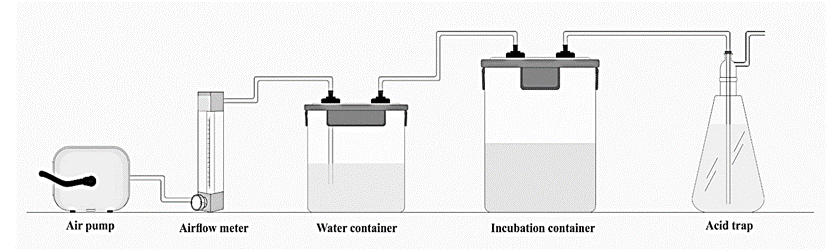 Air pump
Airflow meter
Water container
Incubation container
Acid trap